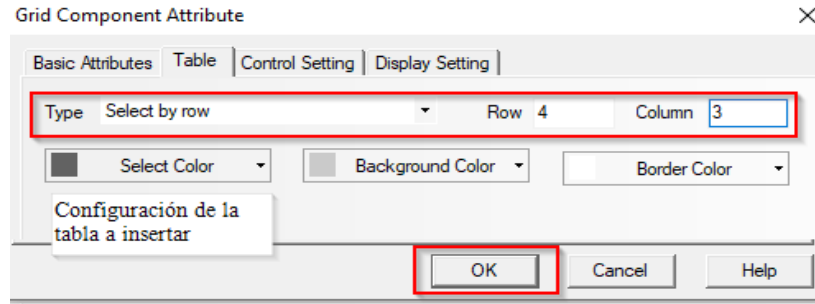 Grid Component Attribute
Basic Attributes Table Control Setting Display Setting
Type Select by row Row 4 Column 3
Select Color Background Color Border Color
Configuración de la
tabla a insertar
OK Cancel Help